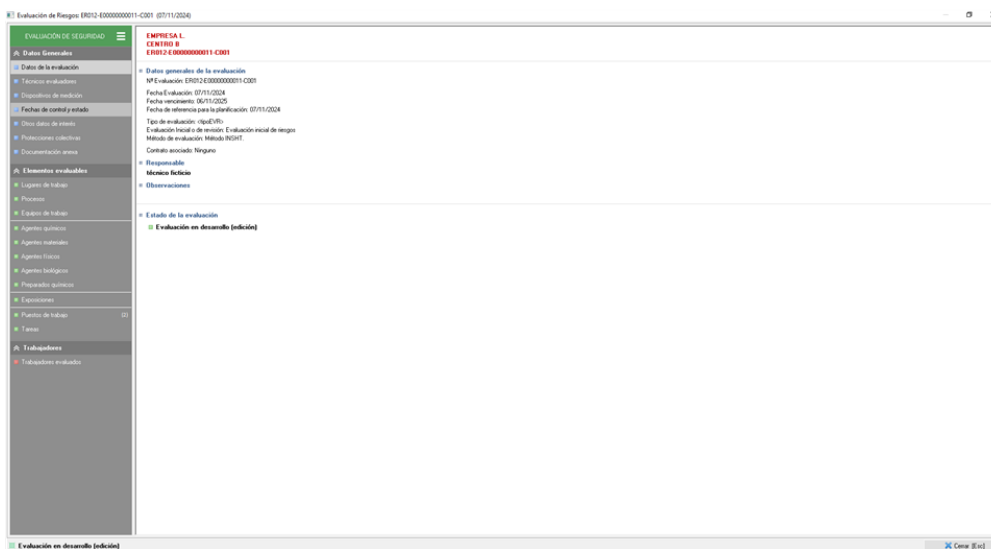 Evaluación de Riesgos: ER012-E00000000011-C001 (07/11/2024)
EVALUACIÓN DE SEGURIDAD
Datos Generales
Datos de la evaluación
Técnicos evaluadores
Dispositivos de medición
Fechas de control y estado
Otros datos de interés
Protecciones colectivas
Documentación anexa
Elementos evaluables
Lugares de trabajo
Procesos
Equipos de trabajo
Agentes químicos
Agentes materiales
Agentes físicos
Agentes biológicos
Preparados químicos
Exposiciones
Puestos de trabajo (2)
Tareas
Trabajadores
Trabajadores evaluados
EMPRESA L.
CENTRO B
ER012-E00000000011-C001
Datos generales de la evaluación
Nº Evaluación: ER012-E00000000011-C001
Fecha Evaluación: 07/11/2024
Fecha vencimiento: 06/11/2025
Fecha de referencia para la planificación: 07/11/2024
Tipo de evaluación: <tipoEVR>
Evaluación Inicial o de revisión: Evaluación inicial de riesgos
Método de evaluación: Método INSHT.
Contrato asociado: Ninguno
Responsable
técnico ficticio
Observaciones
Estado de la evaluación
Evaluación en desarrollo (edición)
Evaluación en desarrollo (edición)
Cerrar (Esc)